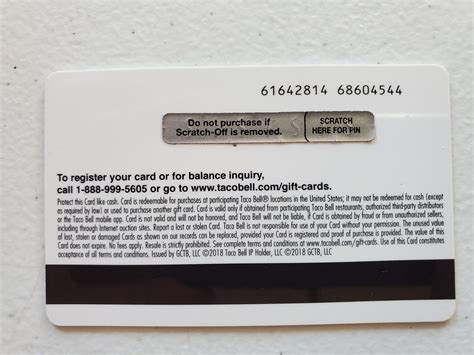 61642814 68604544
Do not purchase if
Scratch-Off is removed.
SCRATCH
HERE FOR PIN
To register your card or for balance inquiry,
call 1-888-999-5605 or go to www.tacobell.com/gift-cards.
Protect this Card like cash. Card is redeemable for purchases at participating Taco Bell® locations in the United States; it may not be redeemed for cash (except
as required by law) or used to purchase another gift card. Card is valid only if obtained from participating Taco Bell restaurants, authorized third-party distributors
or the Taco Bell mobile app. Card is not valid and will not be honored, and Taco Bell will not be liable, if Card is obtained by fraud or from unauthorized sellers,
including through Internet auction sites. Report a lost or stolen Card. Taco Bell is not responsible for use of your Card without your permission. The unused value
of lost, stolen or damaged Cards as shown on our records can be replaced, provided your Card is registered and proof of purchase is provided. The value of this
Card does not expire. No fees apply. Resale is strictly prohibited. See complete terms and conditions at www.tacobell.com/gift-cards. Use of this Card constitutes
acceptance of all terms and conditions. Issued by GCTB, LLC ©2018 Taco Bell IP Holder, LLC ©2018 GCTB, LLC